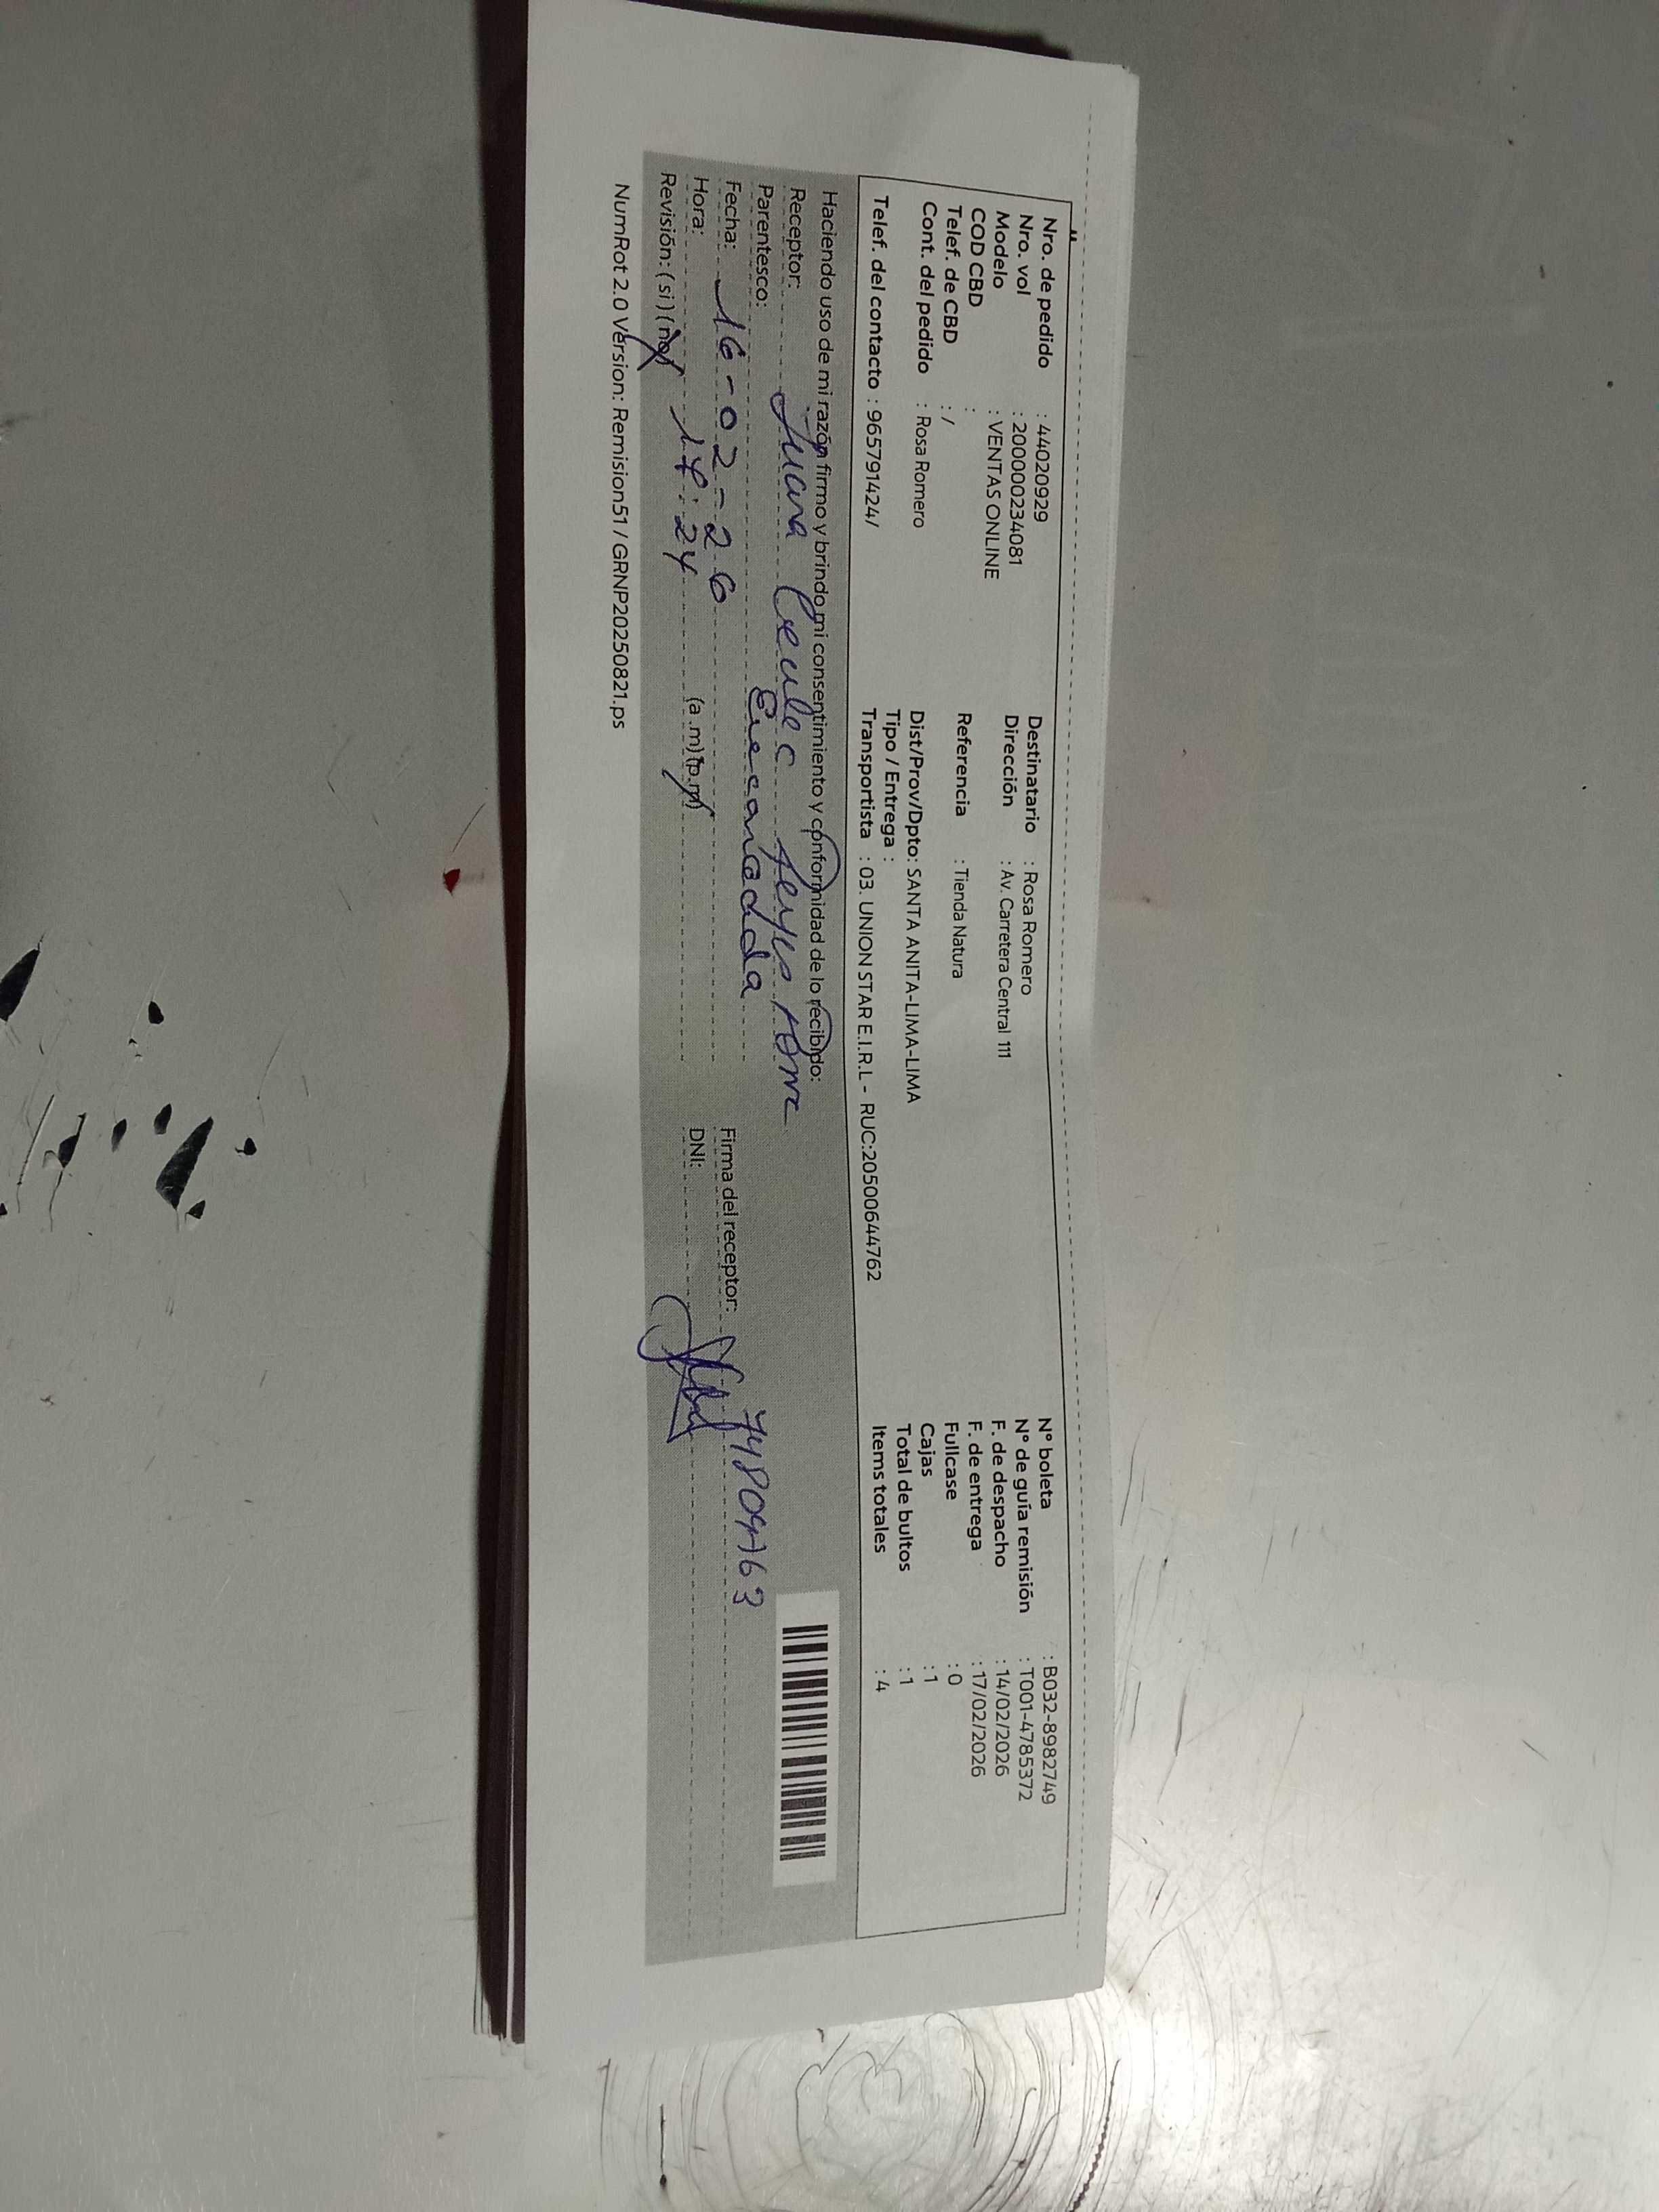 Nro. de pedido : 44020929
Nro. vol : 200000234081
Modelo : VENTAS ONLINE
COD CBD :
Telef. de CBD : /
Cont. del pedido : Rosa Romero
Telef. del contacto : 965791424/
Destinatario : Rosa Romero
Dirección : Av. Carretera Central 111
Referencia : Tienda Natura
Dist/Prov/Dpto: SANTA ANITA-LIMA-LIMA
Tipo / Entrega :
Transportista : 03. UNION STAR E.I.R.L - RUC:20500644762
N° boleta : B032-8982749
N° de guía remisión : T001-4785372
F. de despacho : 14/02/2026
F. de entrega : 17/02/2026
Fullcase : 0
Cajas : 1
Total de bultos : 1
Items totales : 4
Haciendo uso de mi razón firmo y brindo mi consentimiento y conformidad de lo recibido:
Receptor: Juana
Parentesco: Encargada
Fecha: 16-02-26
Hora: 17:24 (a.m) (p.m)
Revisión: ( si ) ( no )
Firma del receptor:
DNI:
NumRot 2.0 Version: Remision51 / GRNP20250821.ps